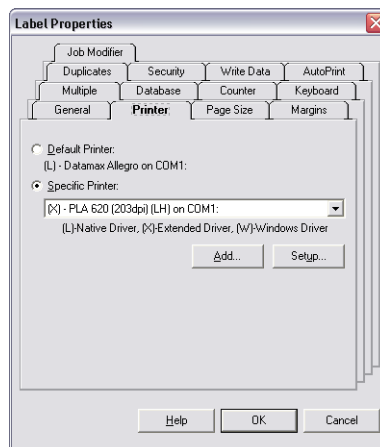 Label Properties
Job Modifier
Duplicates Security Write Data AutoPrint
Multiple Database Counter Keyboard
General Printer Page Size Margins
Default Printer:
(L) - Datamax Allegro on COM1:
Specific Printer:
(X) - PLA 620 (203dpi) (LH) on COM1:
(L)-Native Driver, (X)-Extended Driver, (W)-Windows Driver
Add... Setup...
Help OK Cancel